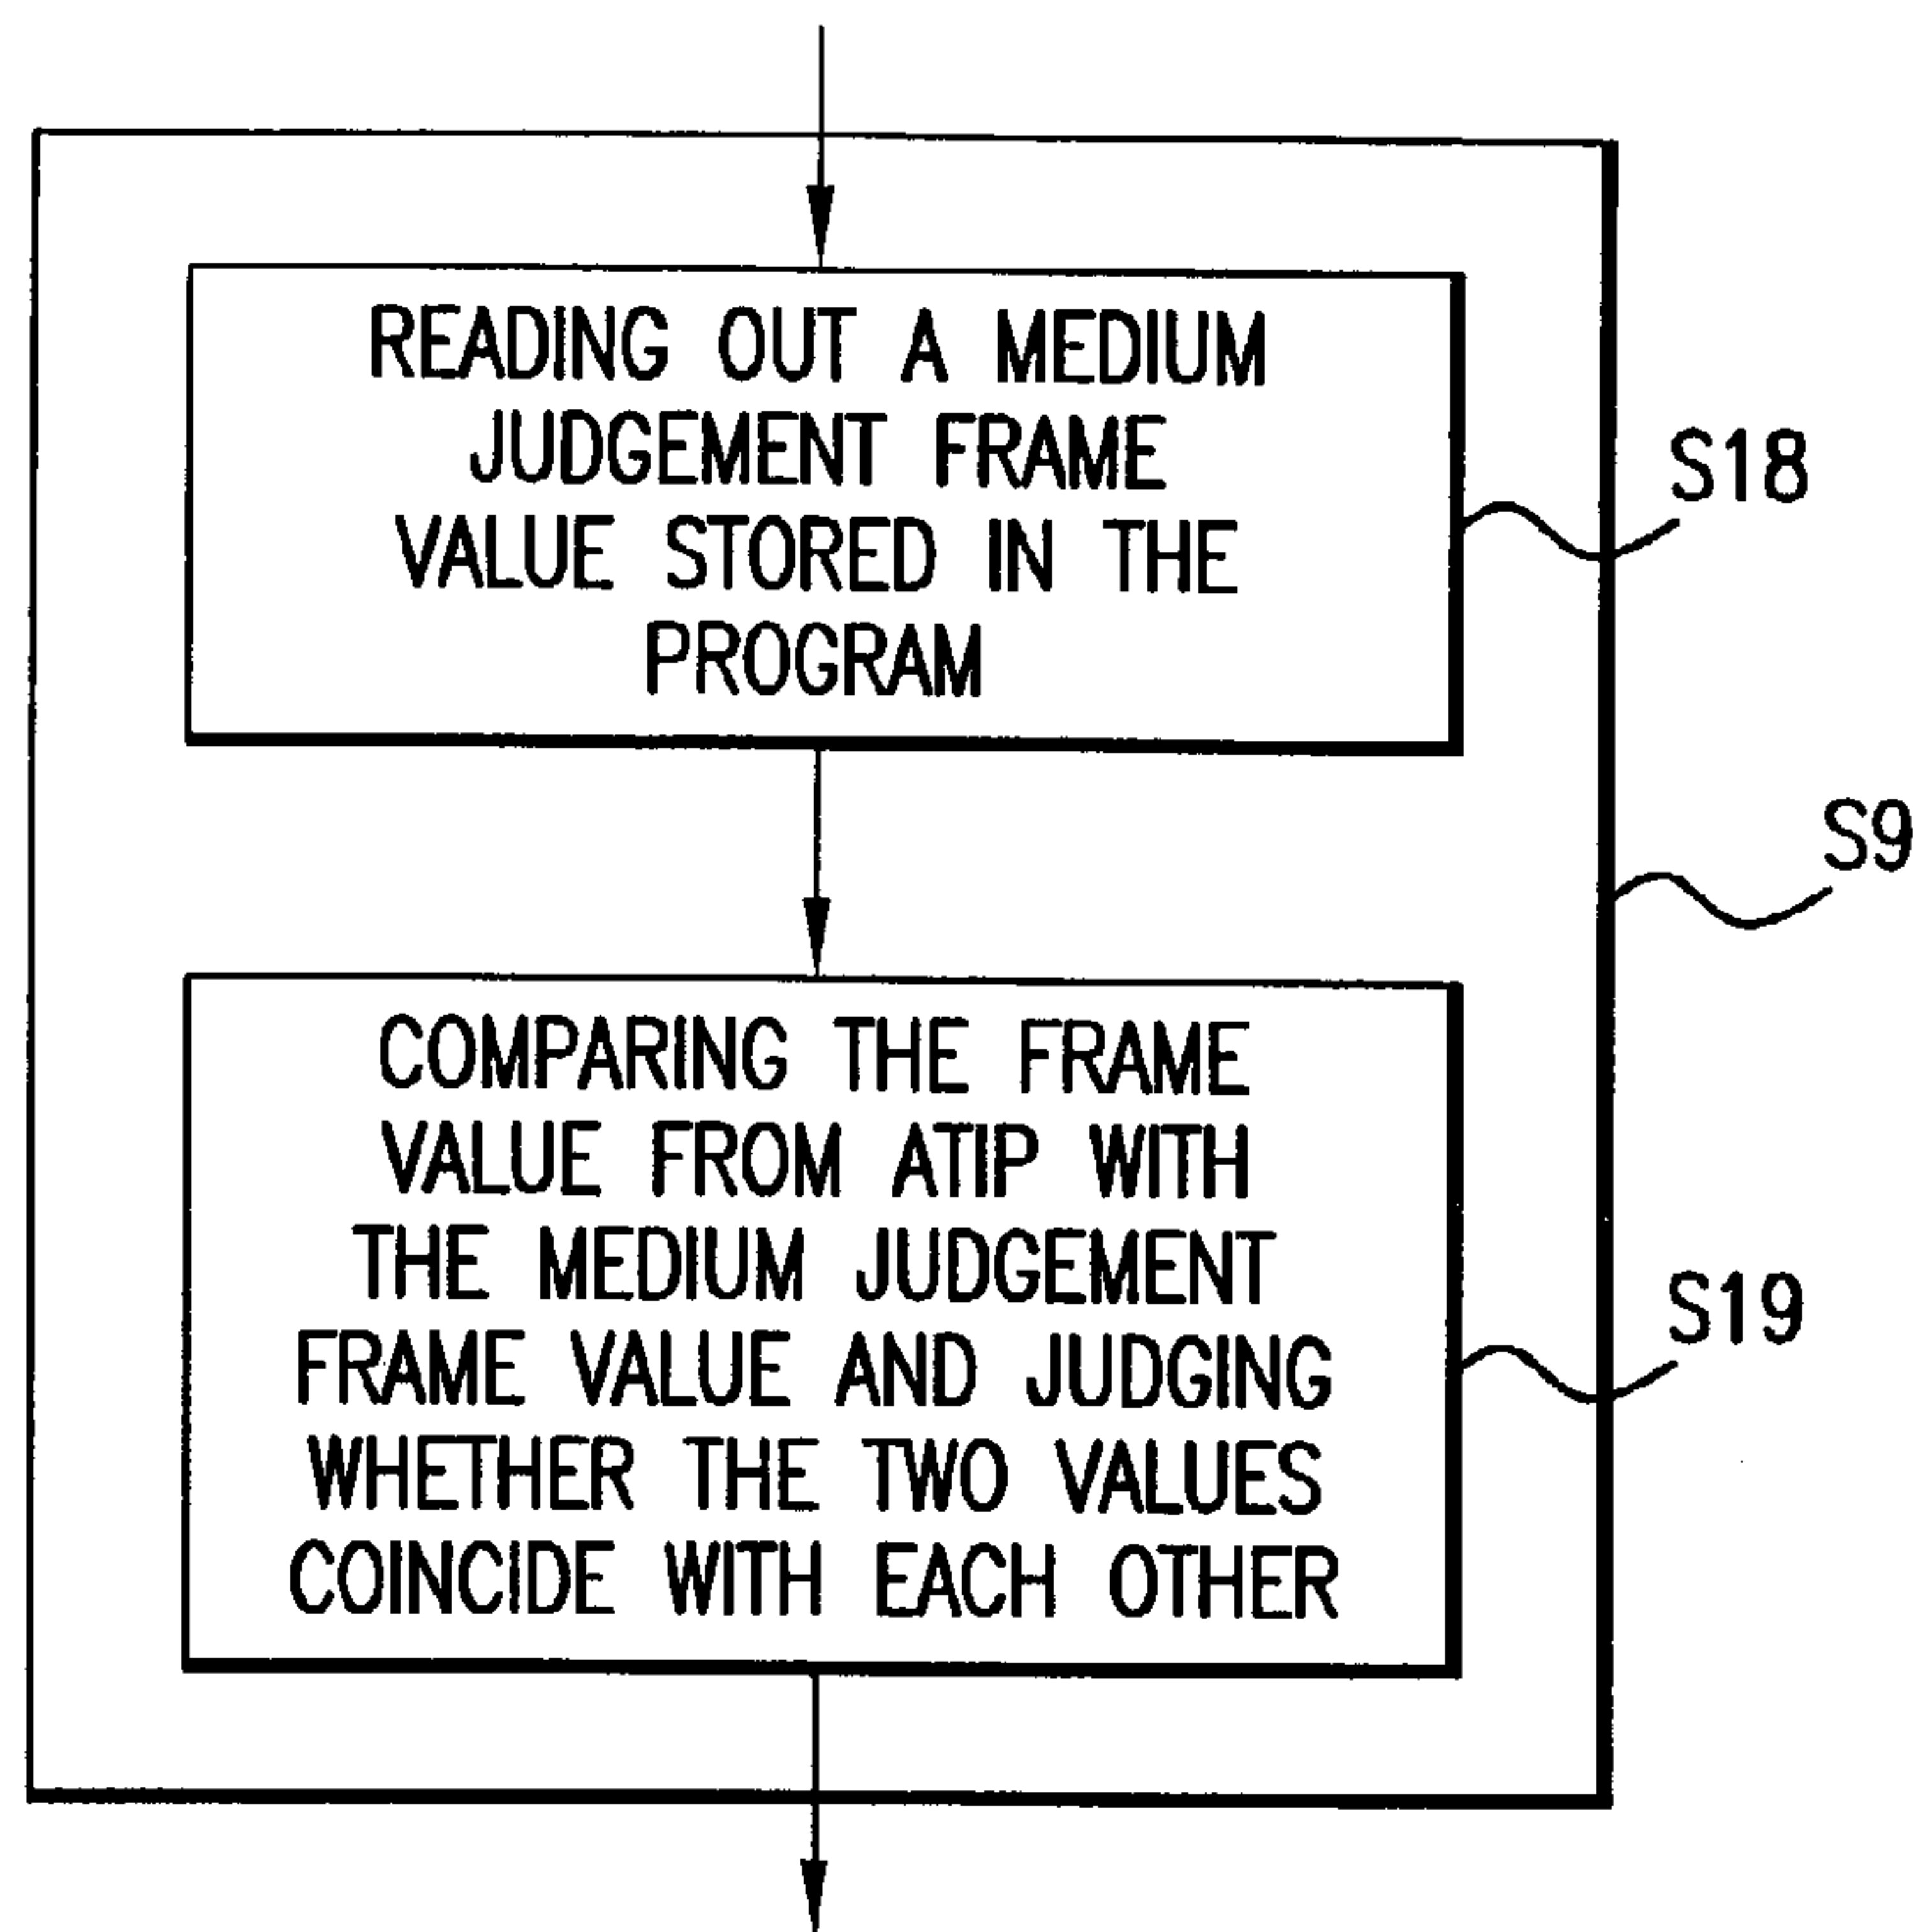 READING OUT A MEDIUM
JUDGEMENT FRAME
VALUE STORED IN THE
PROGRAM
S18
S9
COMPARING THE FRAME
VALUE FROM ATIP WITH
THE MEDIUM JUDGEMENT
FRAME VALUE AND JUDGING
WHETHER THE TWO VALUES
COINCIDE WITH EACH OTHER
S19